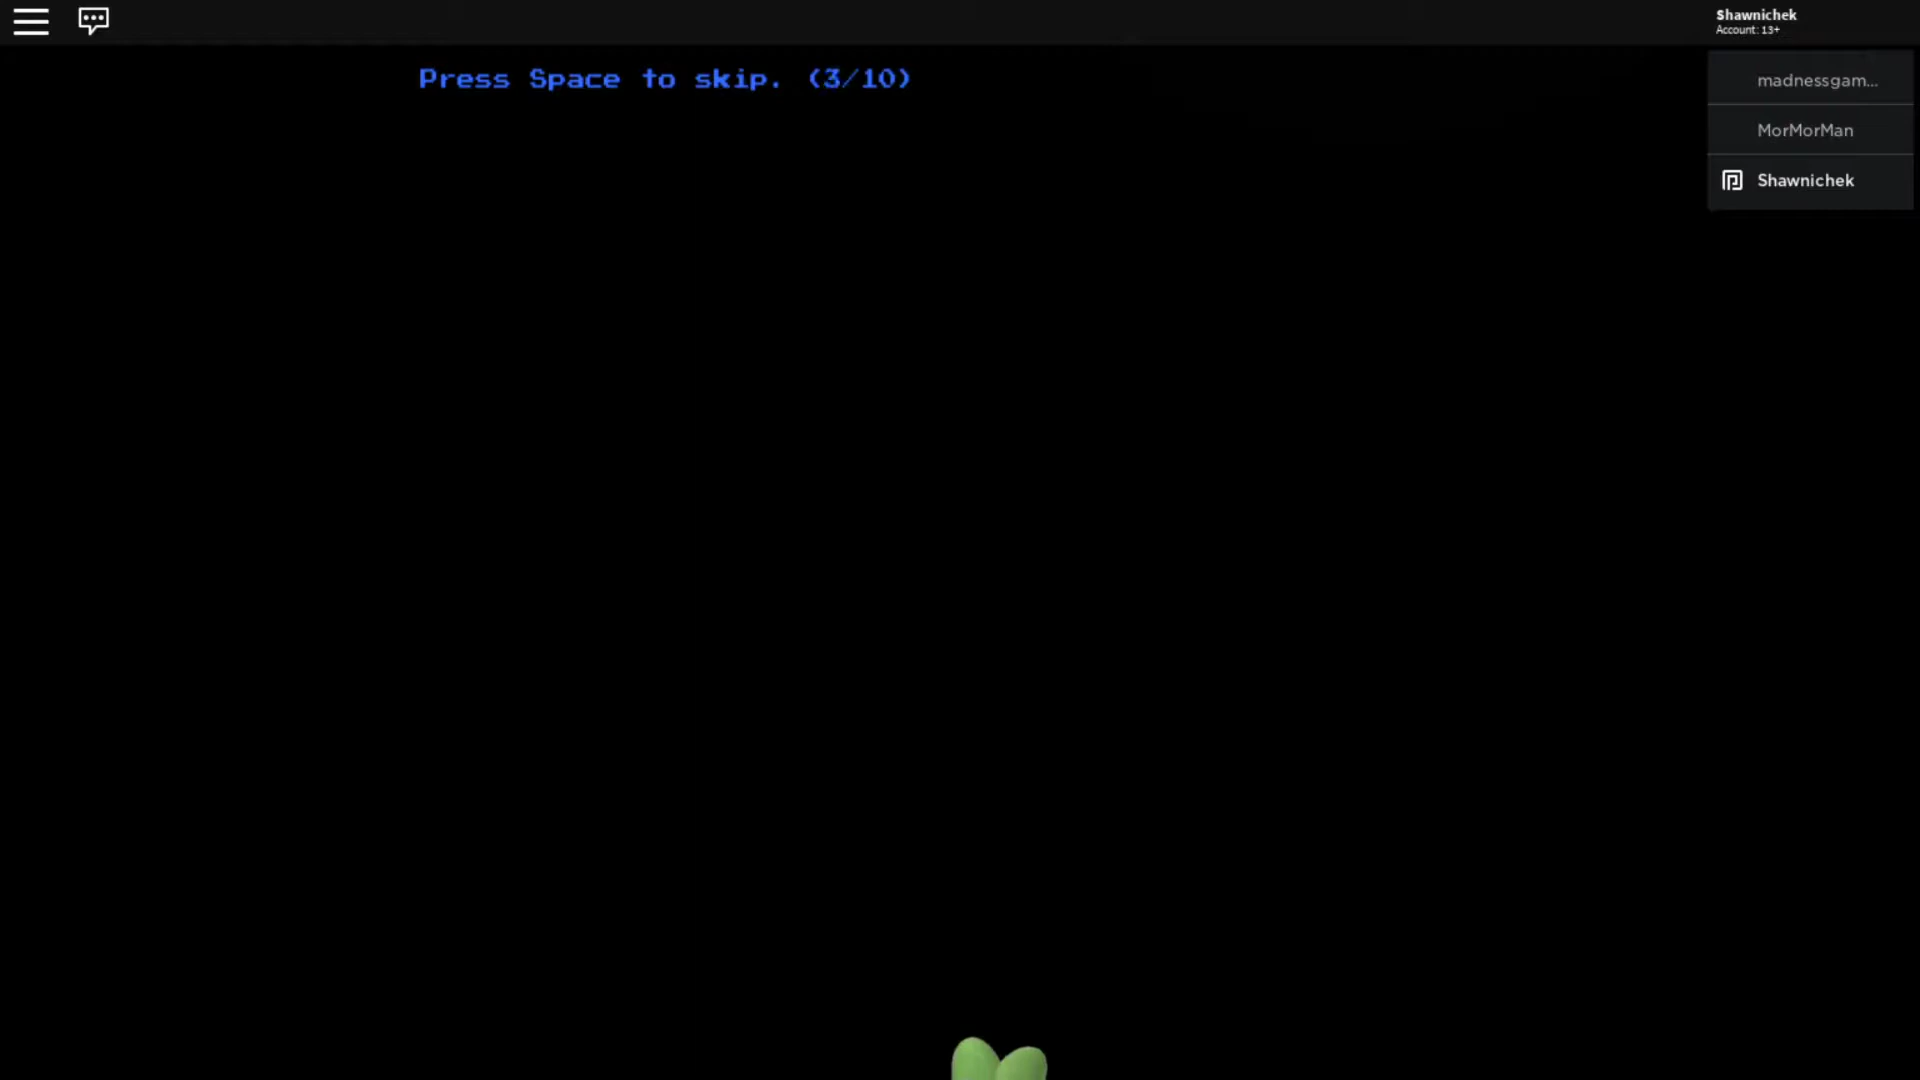 Shawnichek
Account: 13+
Press Space to skip. (3/10)
madnessgam...
MorMorMan
Shawnichek